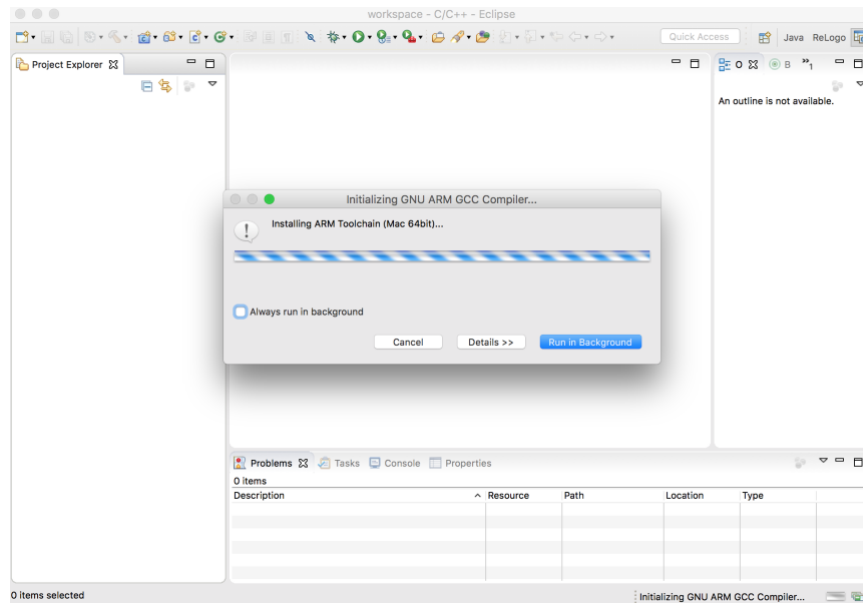 workspace - C/C++ - Eclipse
Quick Access
Java
ReLogo
Project Explorer
O
B
»1
An outline is not available.
Initializing GNU ARM GCC Compiler...
Installing ARM Toolchain (Mac 64bit)...
Always run in background
Cancel
Details >>
Run in Background
Problems
Tasks
Console
Properties
0 items
Description
Resource
Path
Location
Type
0 items selected
Initializing GNU ARM GCC Compiler...